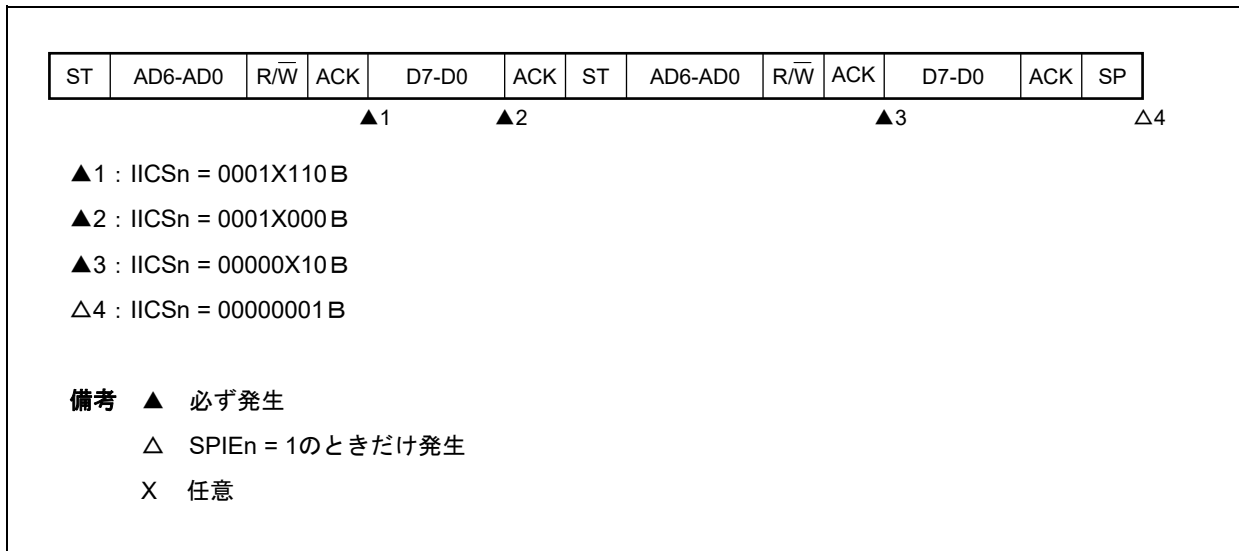 ST AD6-AD0 R/W̅ ACK D7-D0 ACK ST AD6-AD0 R/W̅ ACK D7-D0 ACK SP
▲1 ▲2 ▲3 △4
▲1：IICSn = 0001X110B
▲2：IICSn = 0001X000B
▲3：IICSn = 00000X10B
△4：IICSn = 00000001B
備考 ▲ 必ず発生
△ SPIEn = 1のときだけ発生
X 任意